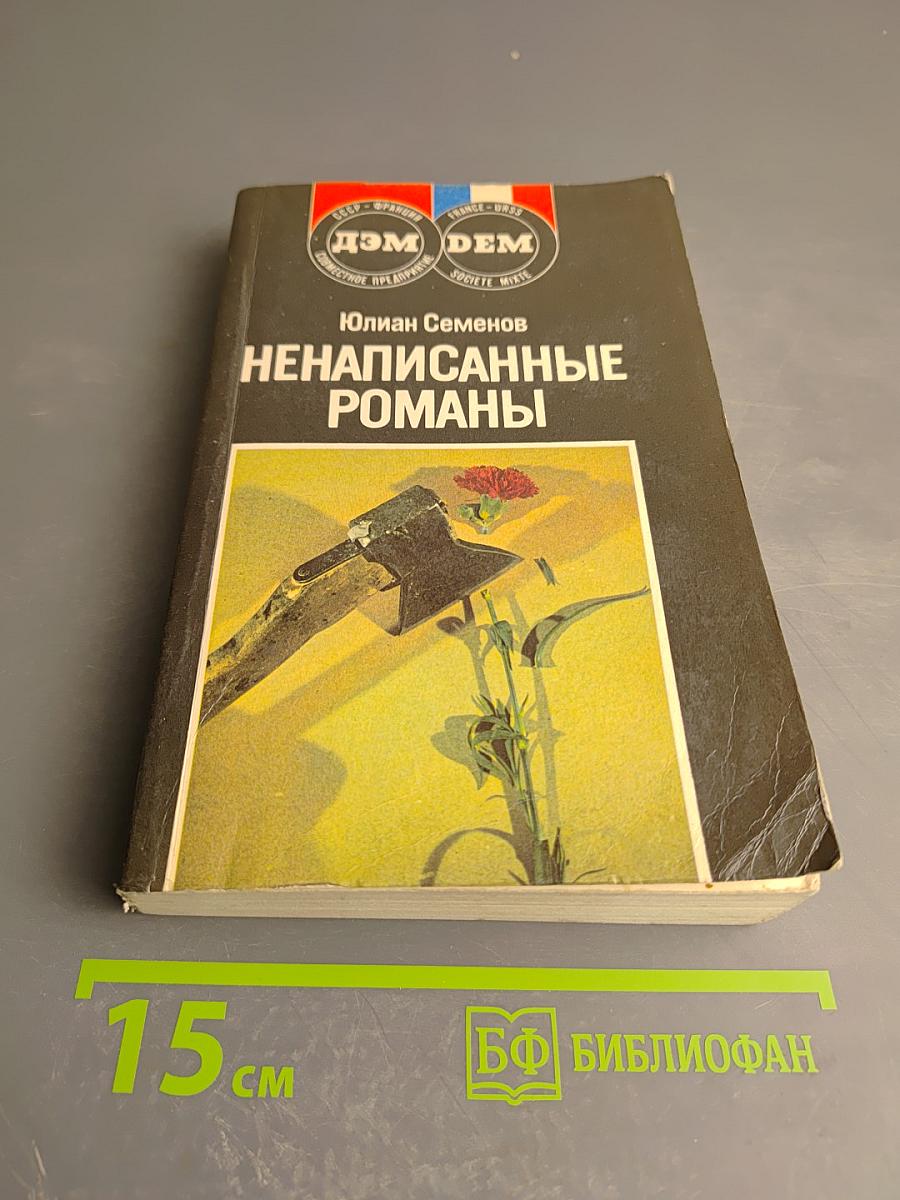 СССР - ФРАНЦИЯ
ДЭМ
СОВМЕСТНОЕ ПРЕДПРИЯТИЕ
FRANCE - URSS
DEM
SOCIETE MIXTE
Юлиан Семенов
НЕНАПИСАННЫЕ
РОМАНЫ
15 см
БФ БИБЛИОФАН